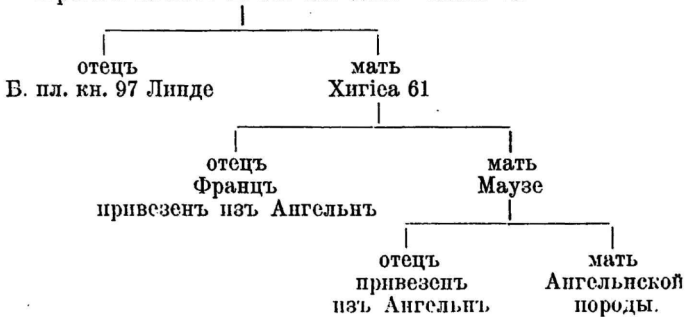 отецъ
Б. пл. кн. 97 Линде
мать
Хигіеа 61
отецъ
Францъ
привезенъ изъ Ангельнъ
мать
Маузе
отецъ
привезенъ
изъ Ангельнъ
мать
Ангельнской
породы.